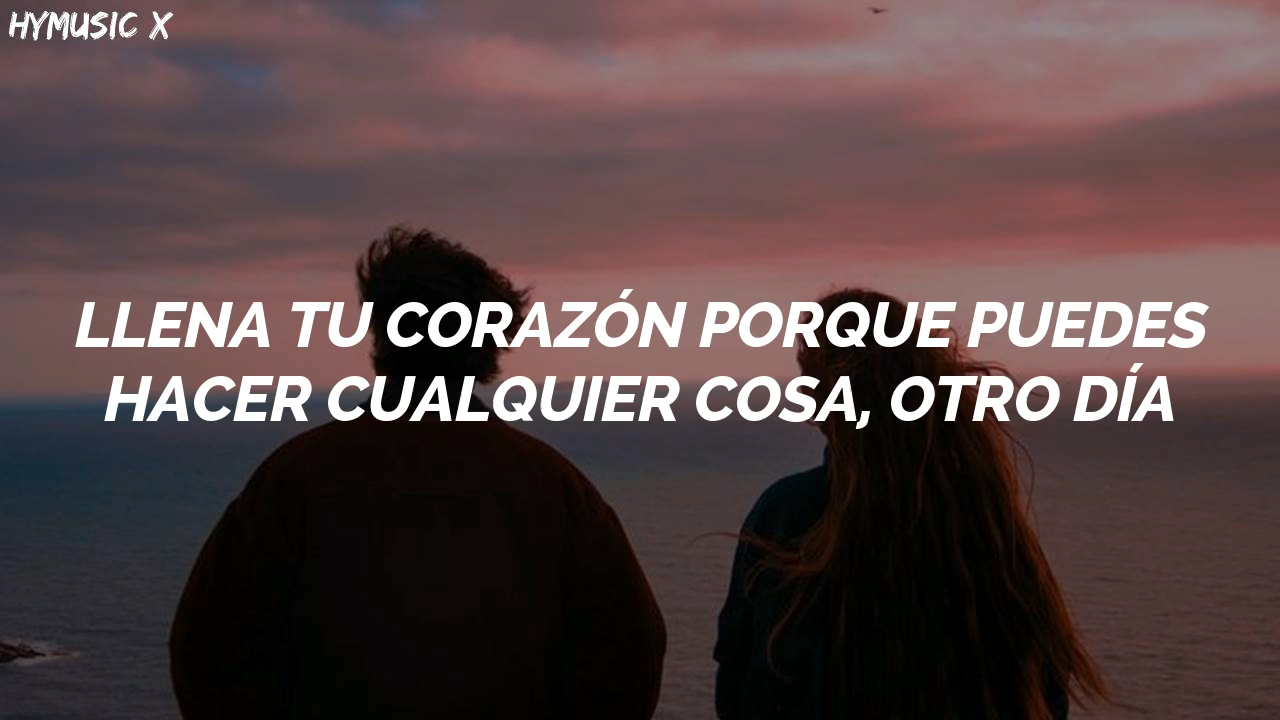 HYMUSIC X
LLENA TU CORAZÓN PORQUE PUEDES
HACER CUALQUIER COSA, OTRO DÍA